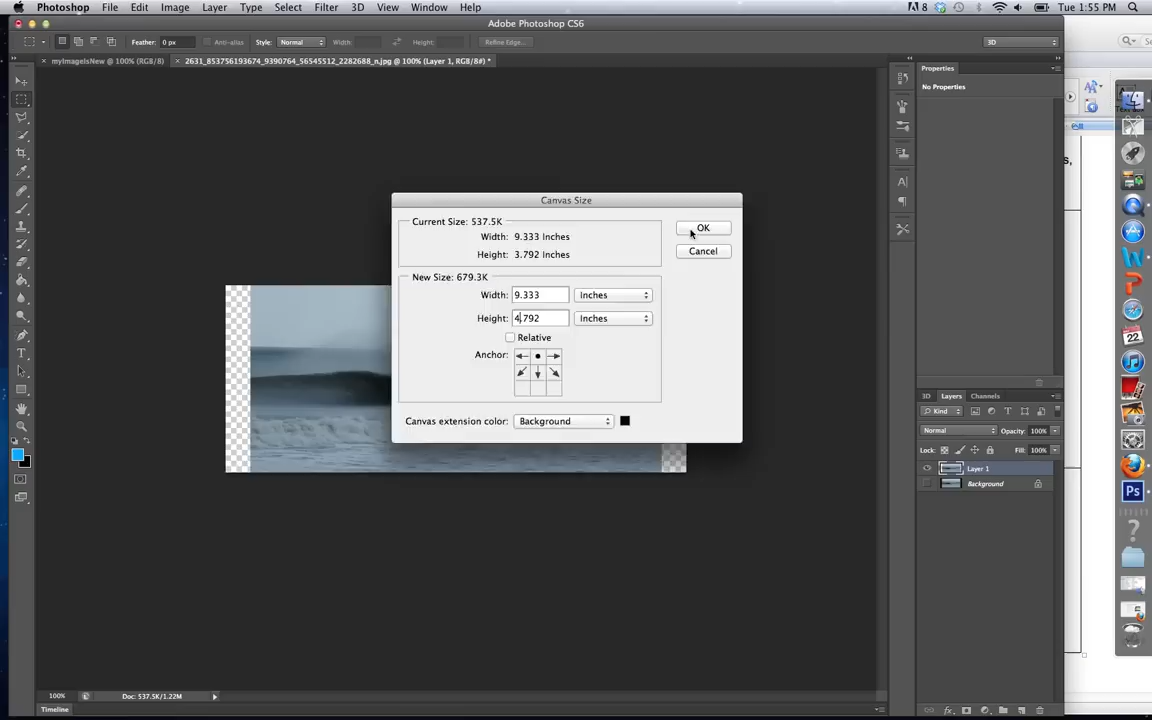 Photoshop File Edit Image Layer Type Select Filter 3D View Window Help
8 Tue 1:55 PM
Adobe Photoshop CS6
Feather: 0 px Anti-alias Style: Normal Width: Height: Refine Edge... 3D
myImageIsNew @ 100% (RGB/8) 2631_853756193674_9390764_56545512_2282688_n.jpg @ 100% (Layer 1, RGB/8#) *
Properties
No Properties
Canvas Size
Current Size: 537.5K
Width: 9.333 Inches
Height: 3.792 Inches
OK
Cancel
New Size: 679.3K
Width: 9.333 Inches
Height: 4.792 Inches
Relative
Anchor:
Canvas extension color: Background
3D Layers Channels
Kind
Normal Opacity: 100%
Lock: Fill: 100%
Layer 1
Background
22
Ps
100% Doc: 537.5K/1.22M
Timeline